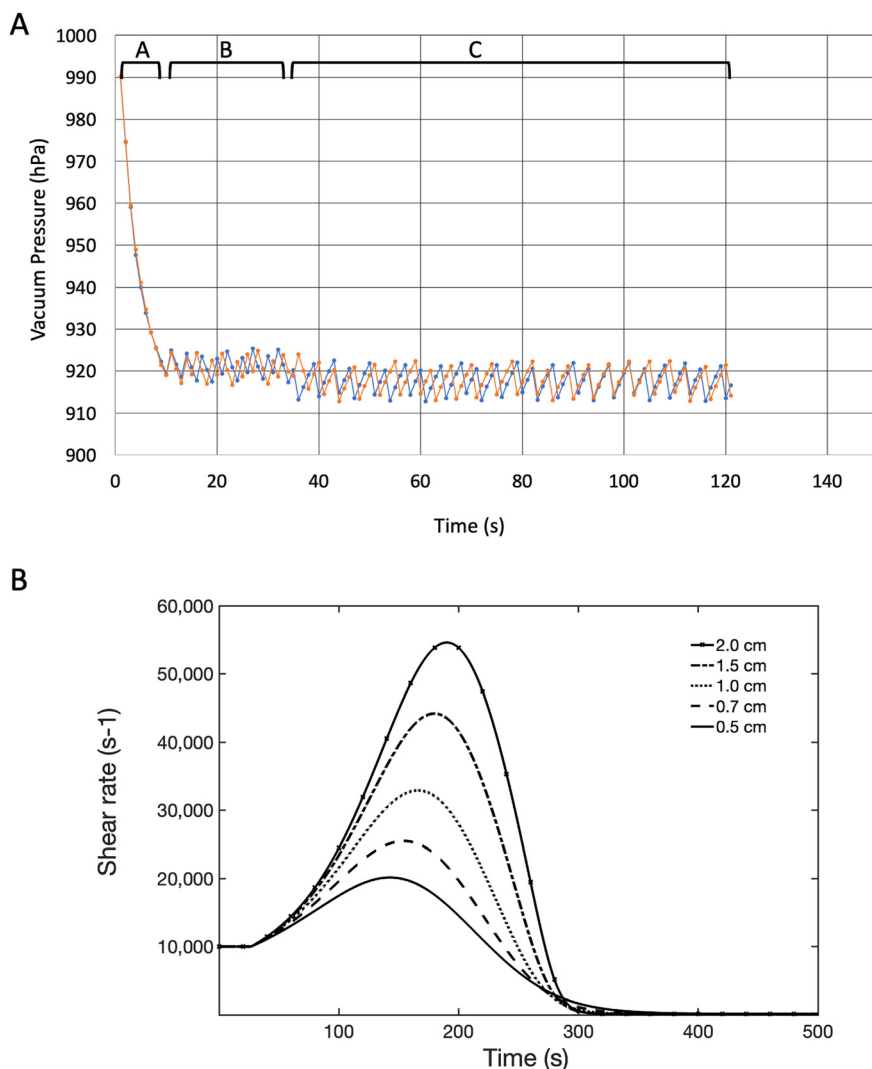 A
A B C
1000
990
980
970
960
950
940
930
920
910
900
Vacuum Pressure (hPa)
0 20 40 60 80 100 120 140
Time (s)
B
60,000
50,000
40,000
30,000
20,000
10,000
Shear rate (s-1)
2.0 cm
1.5 cm
1.0 cm
0.7 cm
0.5 cm
100 200 300 400 500
Time (s)